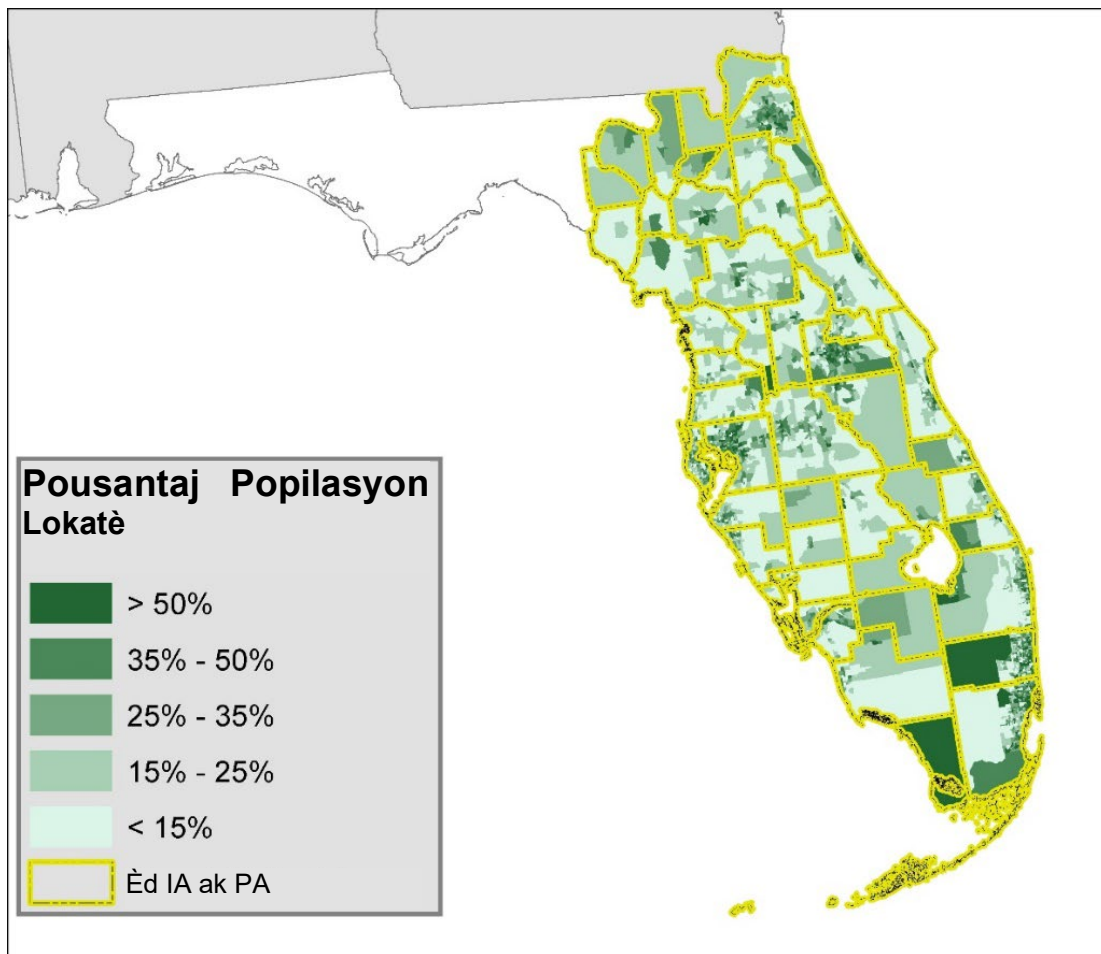 Pousantaj Popilasyon
Lokatè
> 50%
35% - 50%
25% - 35%
15% - 25%
< 15%
Èd IA ak PA